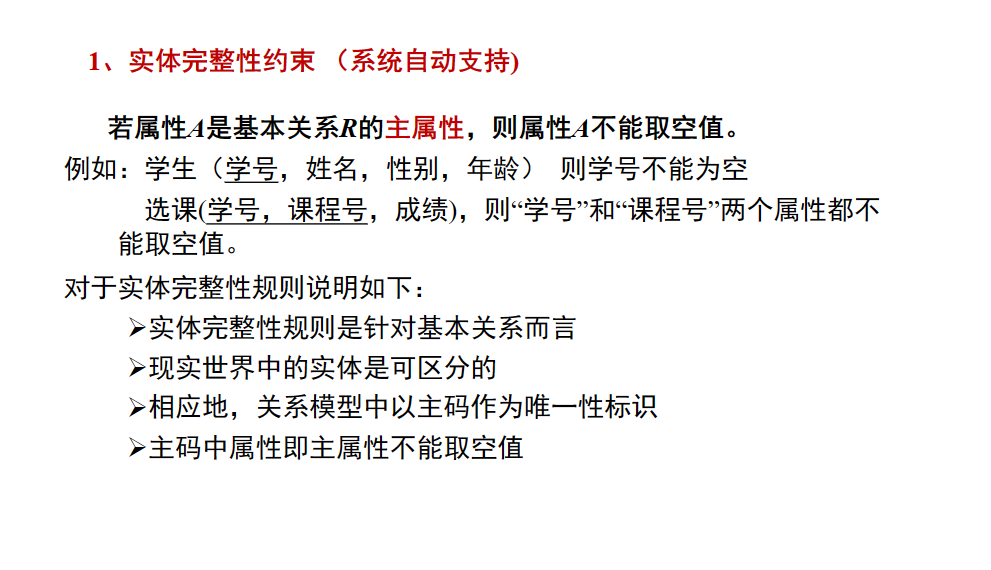 1、实体完整性约束 （系统自动支持)
若属性A是基本关系R的主属性，则属性A不能取空值。
例如：学生（学号，姓名，性别，年龄） 则学号不能为空
选课(学号，课程号，成绩)，则“学号”和“课程号”两个属性都不
能取空值。
对于实体完整性规则说明如下：
➢实体完整性规则是针对基本关系而言
➢现实世界中的实体是可区分的
➢相应地，关系模型中以主码作为唯一性标识
➢主码中属性即主属性不能取空值